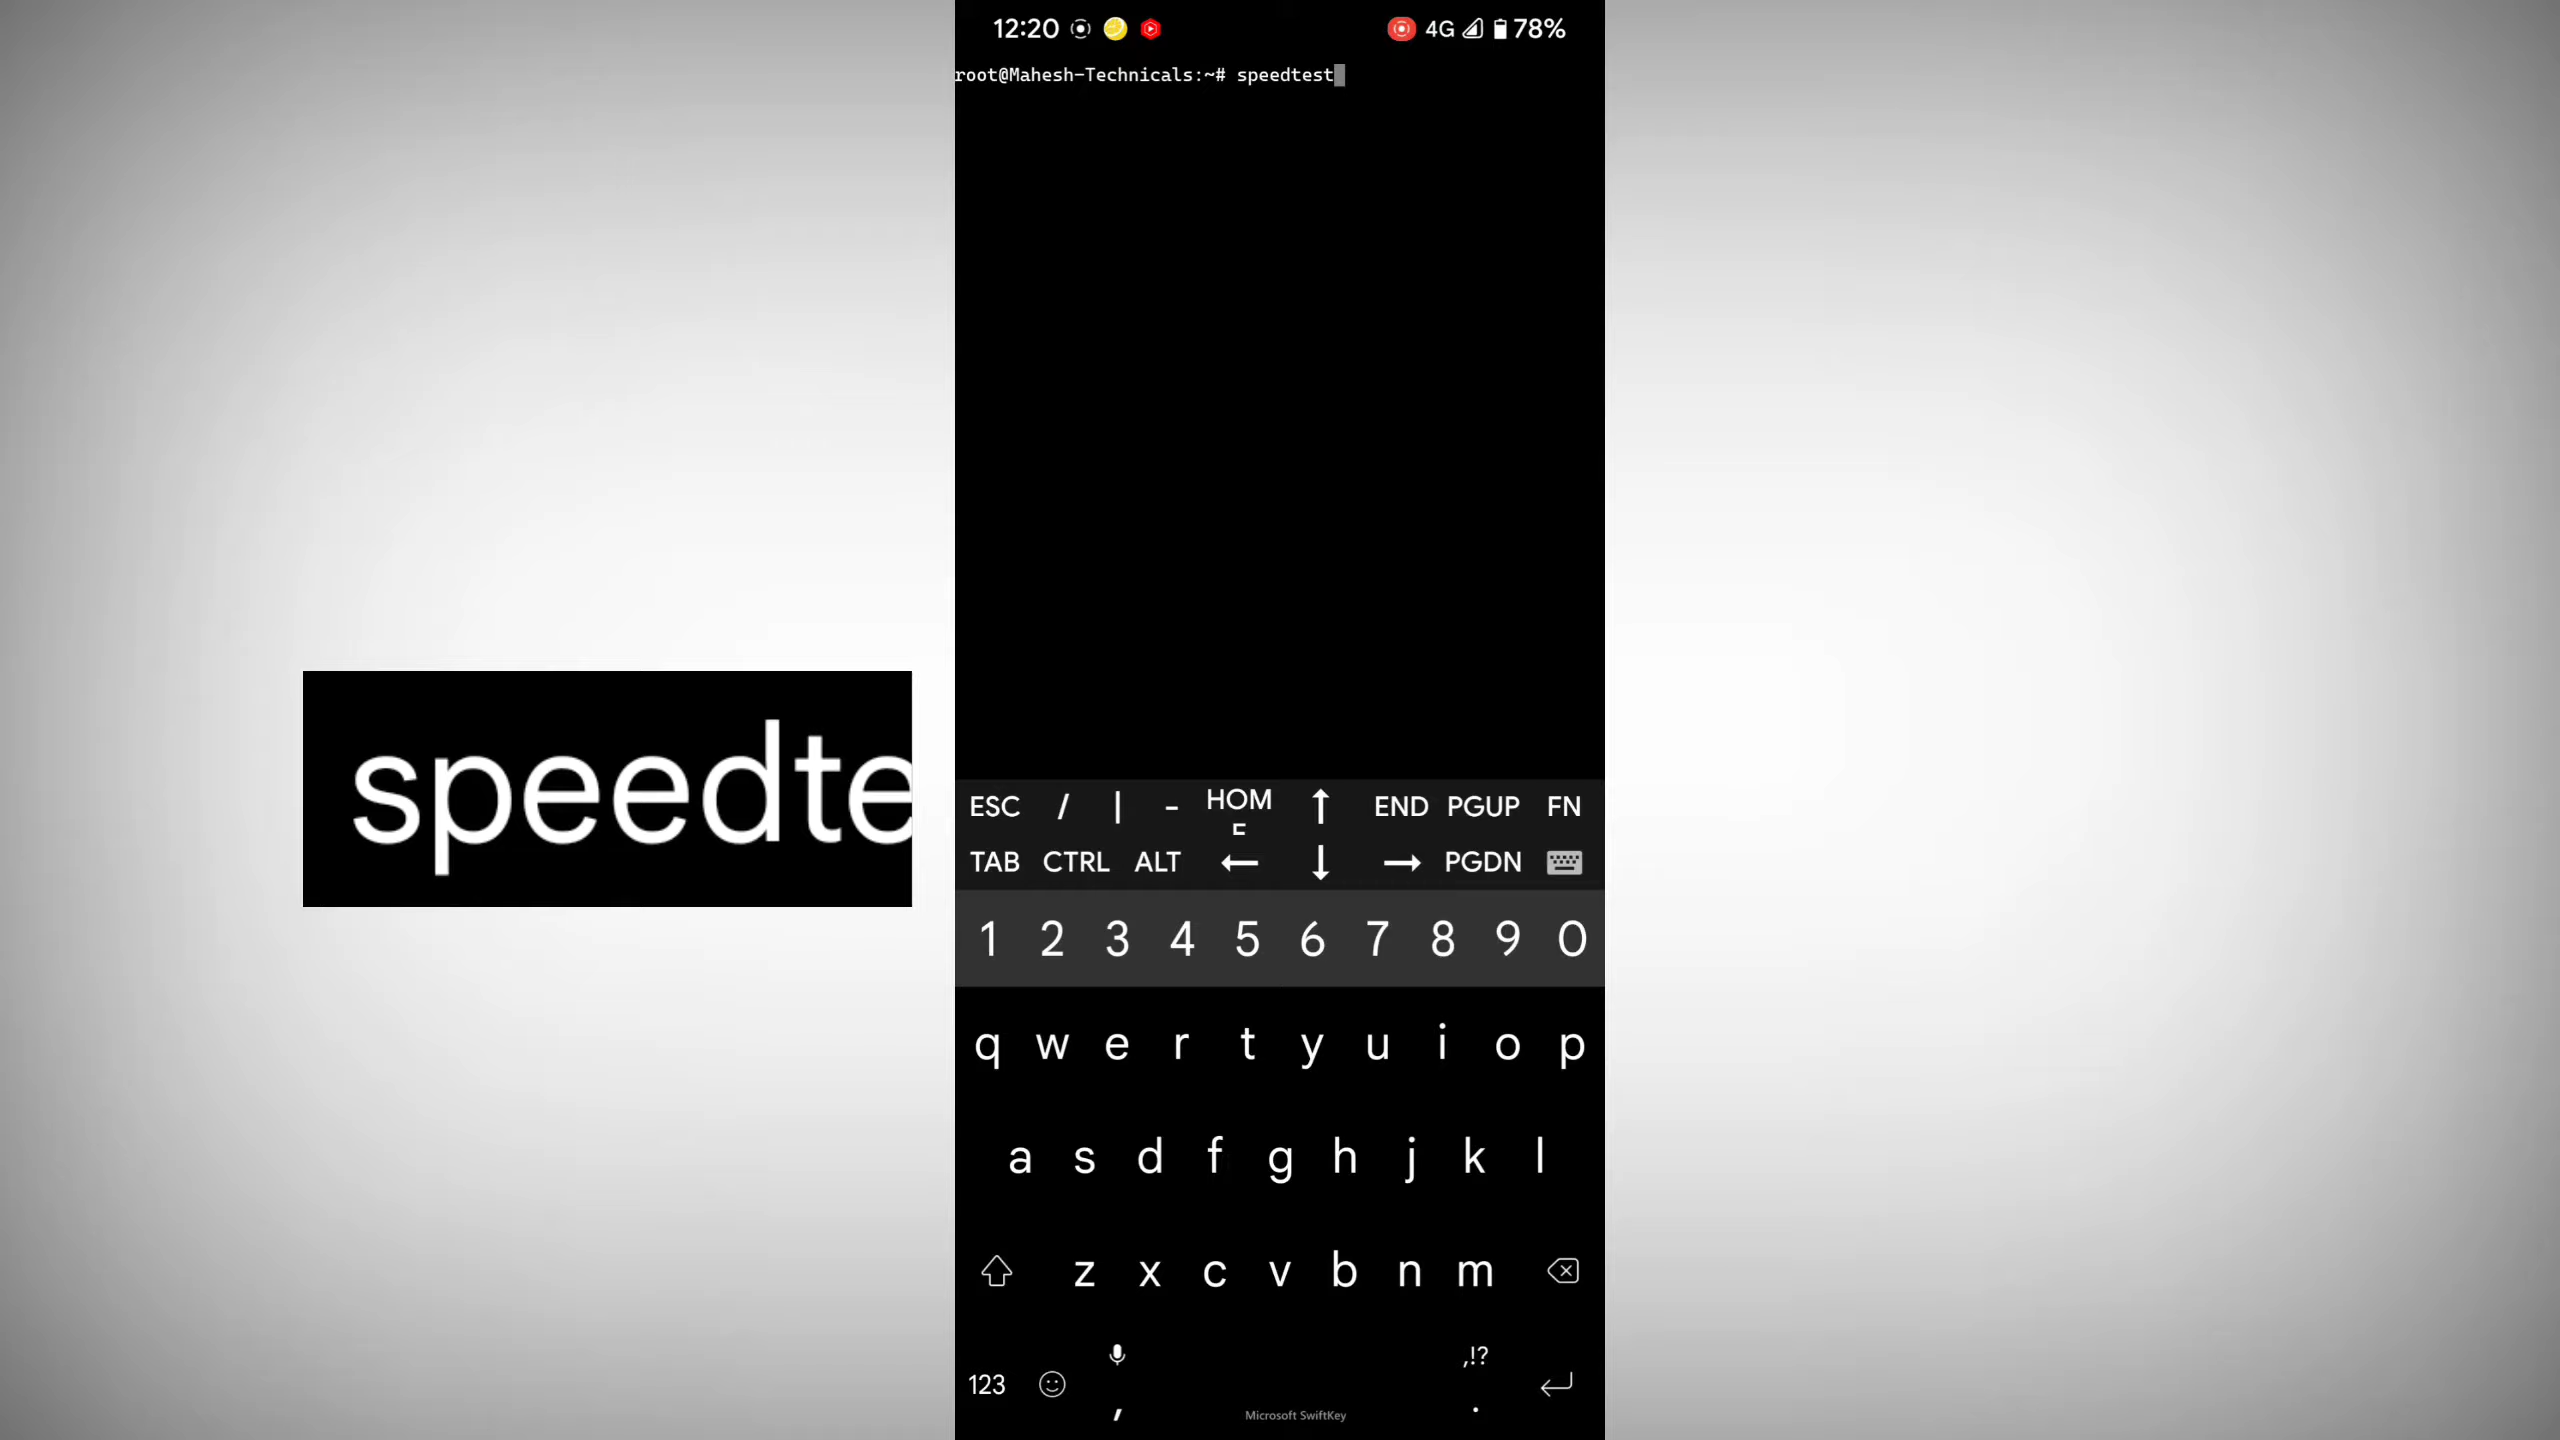 12:20 4G 78%
root@Mahesh-Technicals:~# speedtest
speedte
ESC / | - HOM END PGUP FN
TAB CTRL ALT PGDN
1 2 3 4 5 6 7 8 9 0
q w e r t y u i o p
a s d f g h j k l
z x c v b n m
,!?
123 , .
Microsoft SwiftKey